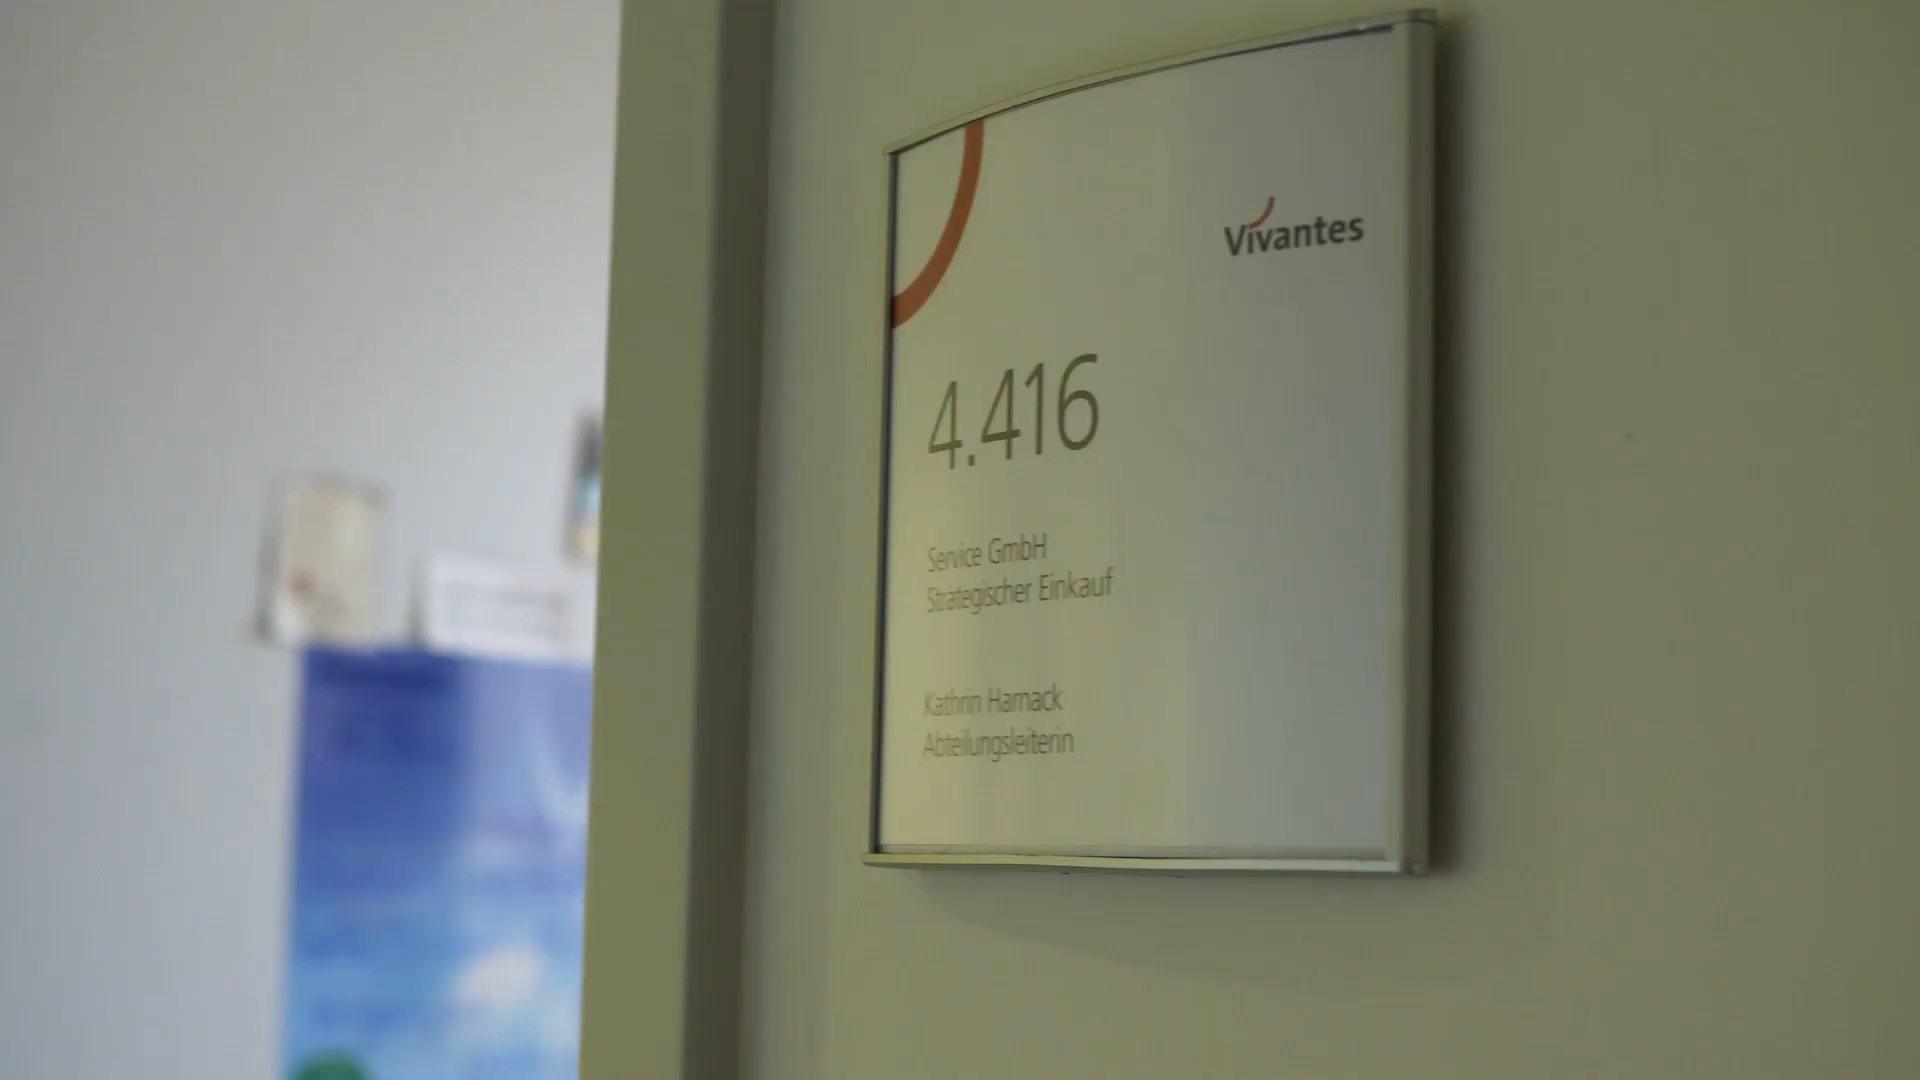 Vivantes
4.416
Service GmbH
Strategischer Einkauf
Kathrin Harnack
Abteilungsleiterin